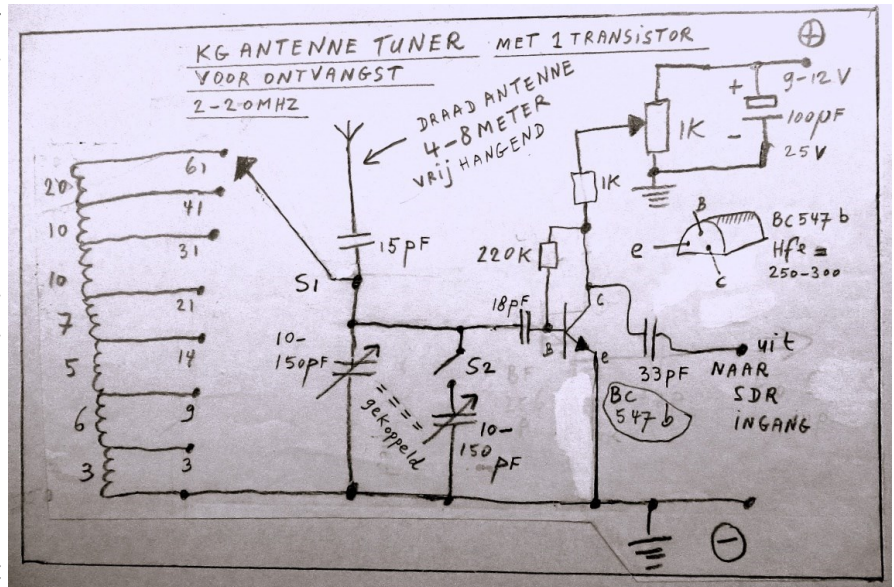 KG ANTENNE TUNER MET 1 TRANSISTOR
VOOR ONTVANGST
2-20MHZ
DRAAD ANTENNE
4-8 METER
VRIJ HANGEND
+
9-12 V
+
100µF
-
25V
1K
1K
B
e
C
BC547b
Hfe =
250-300
20
10
10
7
5
6
3
61
41
31
21
14
9
3
S1
15pF
220K
18pF
C
B
e
10-
150pF
S2
gekoppeld
10-
150
pF
BC
547 b
33pF
uit
NAAR
SDR
INGANG
-